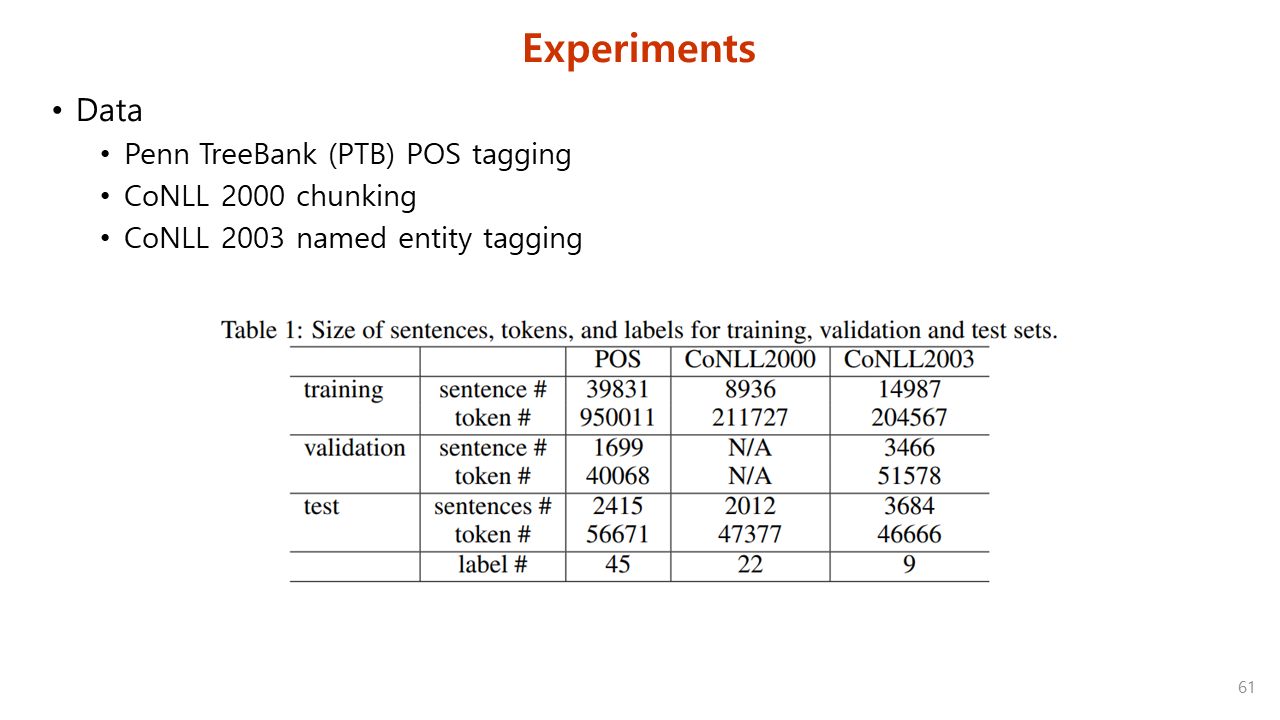 Experiments
• Data
• Penn TreeBank (PTB) POS tagging
• CoNLL 2000 chunking
• CoNLL 2003 named entity tagging
Table 1: Size of sentences, tokens, and labels for training, validation and test sets.
POS CoNLL2000 CoNLL2003
training sentence # 39831 8936 14987
token # 950011 211727 204567
validation sentence # 1699 N/A 3466
token # 40068 N/A 51578
test sentences # 2415 2012 3684
token # 56671 47377 46666
label # 45 22 9
61